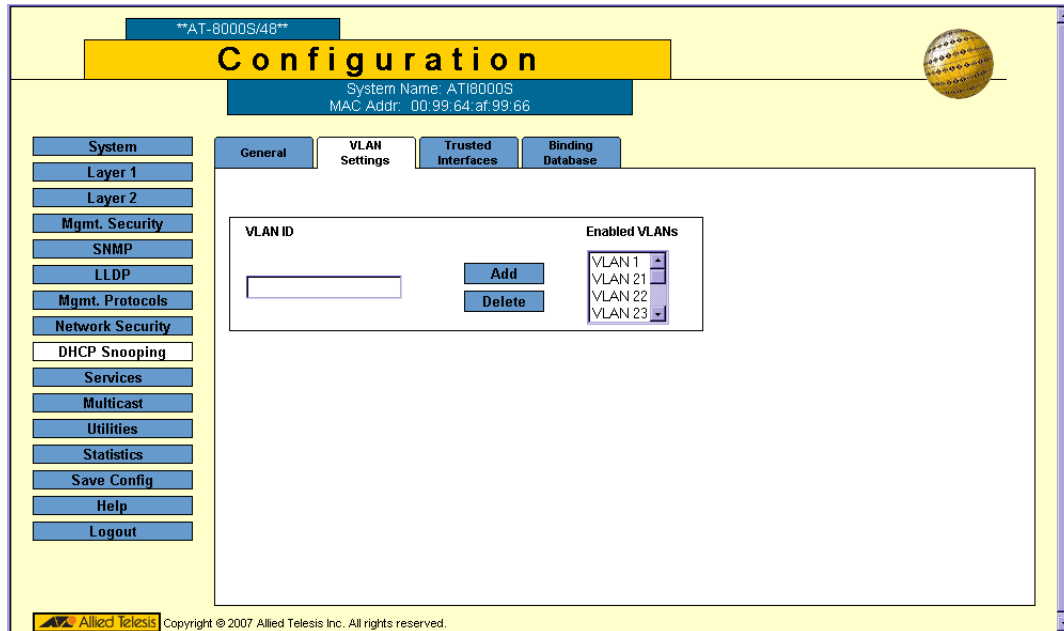 **AT-8000S/48**
Configuration
System Name: ATI8000S
MAC Addr: 00:99:64:af:99:66
System
Layer 1
Layer 2
Mgmt. Security
SNMP
LLDP
Mgmt. Protocols
Network Security
DHCP Snooping
Services
Multicast
Utilities
Statistics
Save Config
Help
Logout
General
VLAN Settings
Trusted Interfaces
Binding Database
VLAN ID
Add
Delete
Enabled VLANs
VLAN 1
VLAN 21
VLAN 22
VLAN 23
Allied Telesis Copyright © 2007 Allied Telesis Inc. All rights reserved.